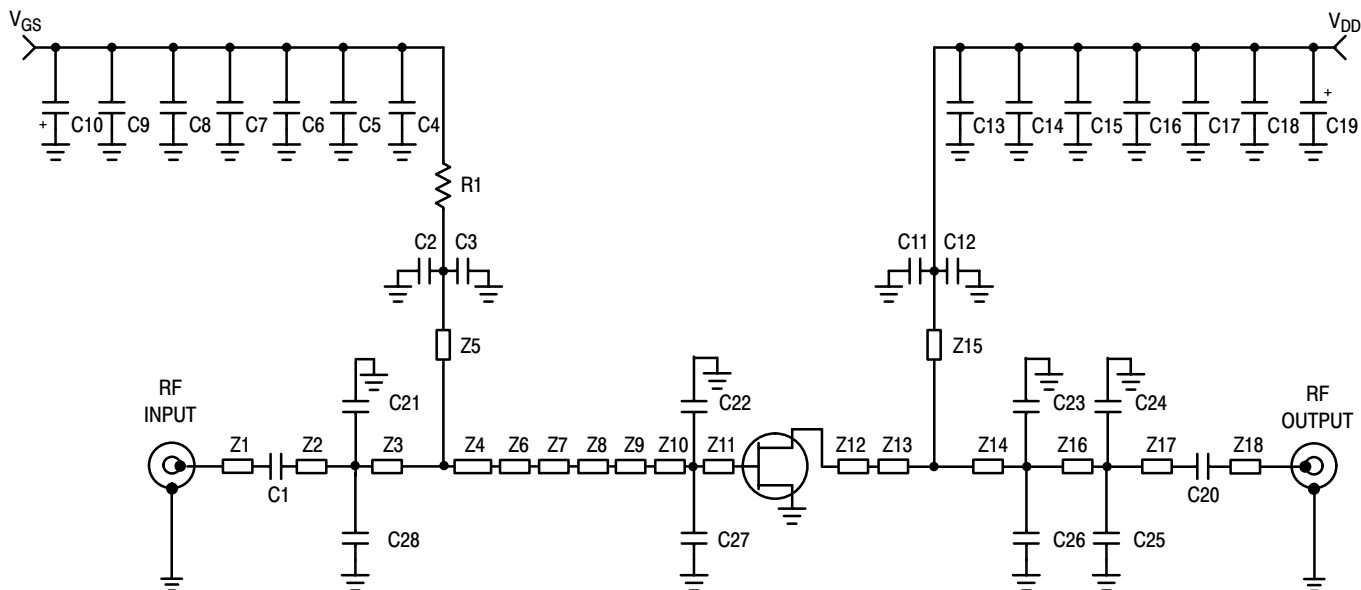 VGS
VDD
+ C10 C9 C8 C7 C6 C5 C4
C13 C14 C15 C16 C17 C18 + C19
R1
C2 C3
C11 C12
Z5
Z15
RF
INPUT
C21
C22
C23
C24
RF
OUTPUT
Z1 Z2 Z3 Z4 Z6 Z7 Z8 Z9 Z10 Z11 Z12 Z13 Z14 Z16 Z17 Z18
C1
C20
C28
C27
C26
C25